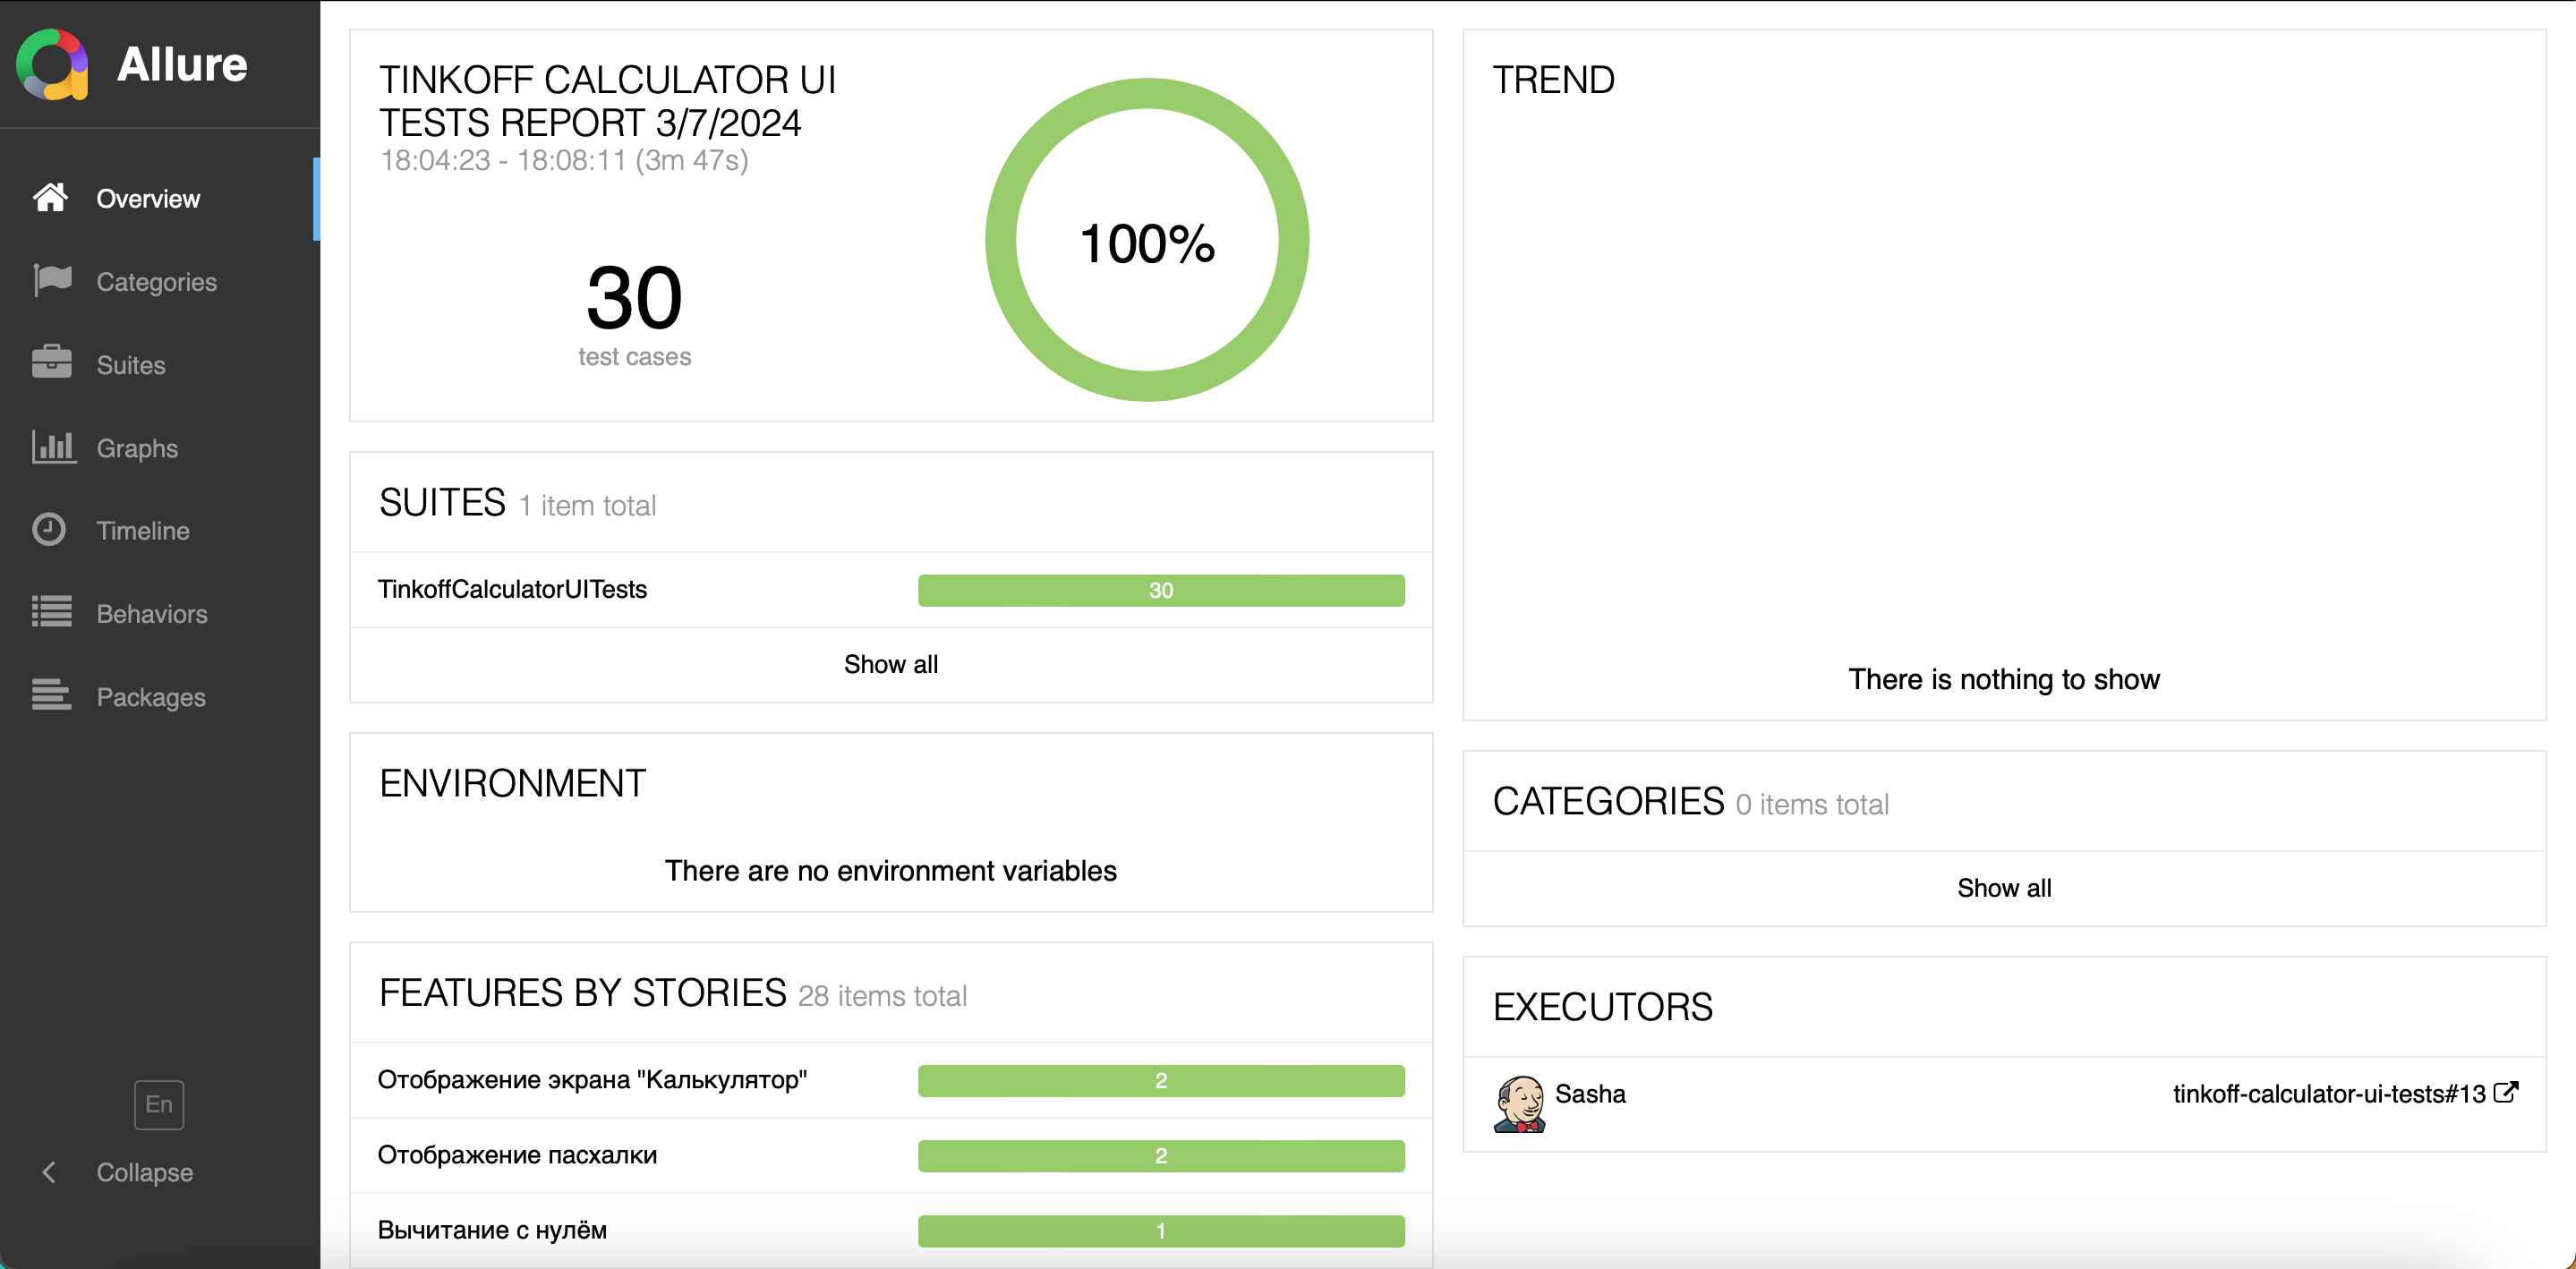 Allure
Overview
Categories
Suites
Graphs
Timeline
Behaviors
Packages
En
Collapse
TINKOFF CALCULATOR UI
TESTS REPORT 3/7/2024
18:04:23 - 18:08:11 (3m 47s)
30
test cases
100%
SUITES 1 item total
TinkoffCalculatorUITests 30
Show all
ENVIRONMENT
There are no environment variables
FEATURES BY STORIES 28 items total
Отображение экрана "Калькулятор" 2
Отображение пасхалки 2
Вычитание с нулём 1
TREND
There is nothing to show
CATEGORIES 0 items total
Show all
EXECUTORS
Sasha tinkoff-calculator-ui-tests#13